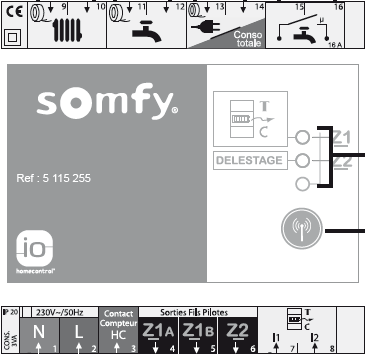 CE 9 10 11 12 13 14 15 16
Conso
totale
µ
16 A
somfy®
T
C
Z1
DELESTAGE
Z2
Ref : 5 115 255
io
homecontrol®
IP 20 230V~/50Hz Contact Sorties Fils Pilotes T
Compteur C
CONS. 3VA N L HC Z1A Z1B Z2 I1 I2
1 2 3 4 5 6 7 8